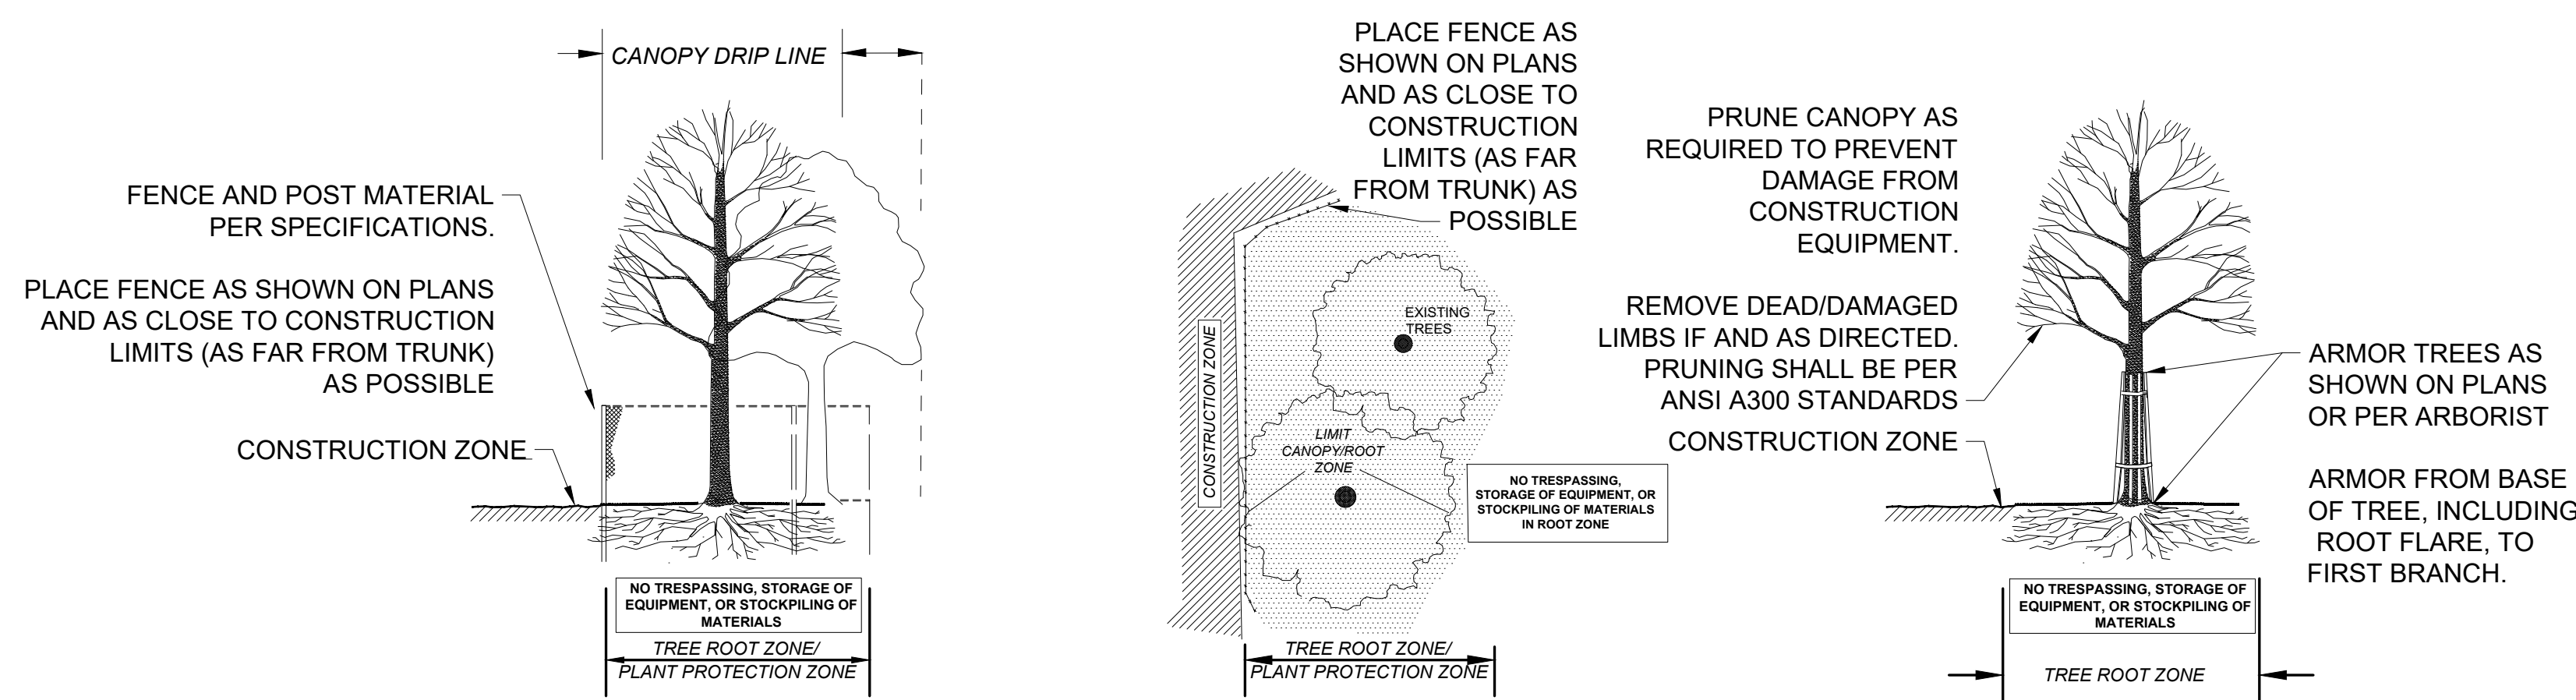 CANOPY DRIP LINE
FENCE AND POST MATERIAL
PER SPECIFICATIONS.
PLACE FENCE AS SHOWN ON PLANS
AND AS CLOSE TO CONSTRUCTION
LIMITS (AS FAR FROM TRUNK)
AS POSSIBLE
CONSTRUCTION ZONE
NO TRESPASSING, STORAGE OF
EQUIPMENT, OR STOCKPILING OF
MATERIALS
TREE ROOT ZONE/
PLANT PROTECTION ZONE
PLACE FENCE AS
SHOWN ON PLANS
AND AS CLOSE TO
CONSTRUCTION
LIMITS (AS FAR
FROM TRUNK) AS
POSSIBLE
CONSTRUCTION ZONE
EXISTING
TREES
LIMIT
CANOPY/ROOT
ZONE
NO TRESPASSING,
STORAGE OF EQUIPMENT, OR
STOCKPILING OF MATERIALS
IN ROOT ZONE
TREE ROOT ZONE/
PLANT PROTECTION ZONE
PRUNE CANOPY AS
REQUIRED TO PREVENT
DAMAGE FROM
CONSTRUCTION
EQUIPMENT.
REMOVE DEAD/DAMAGED
LIMBS IF AND AS DIRECTED.
PRUNING SHALL BE PER
ANSI A300 STANDARDS
CONSTRUCTION ZONE
ARMOR TREES AS
SHOWN ON PLANS
OR PER ARBORIST
ARMOR FROM BASE
OF TREE, INCLUDING
ROOT FLARE, TO
FIRST BRANCH.
NO TRESPASSING, STORAGE OF
EQUIPMENT, OR STOCKPILING OF
MATERIALS
TREE ROOT ZONE